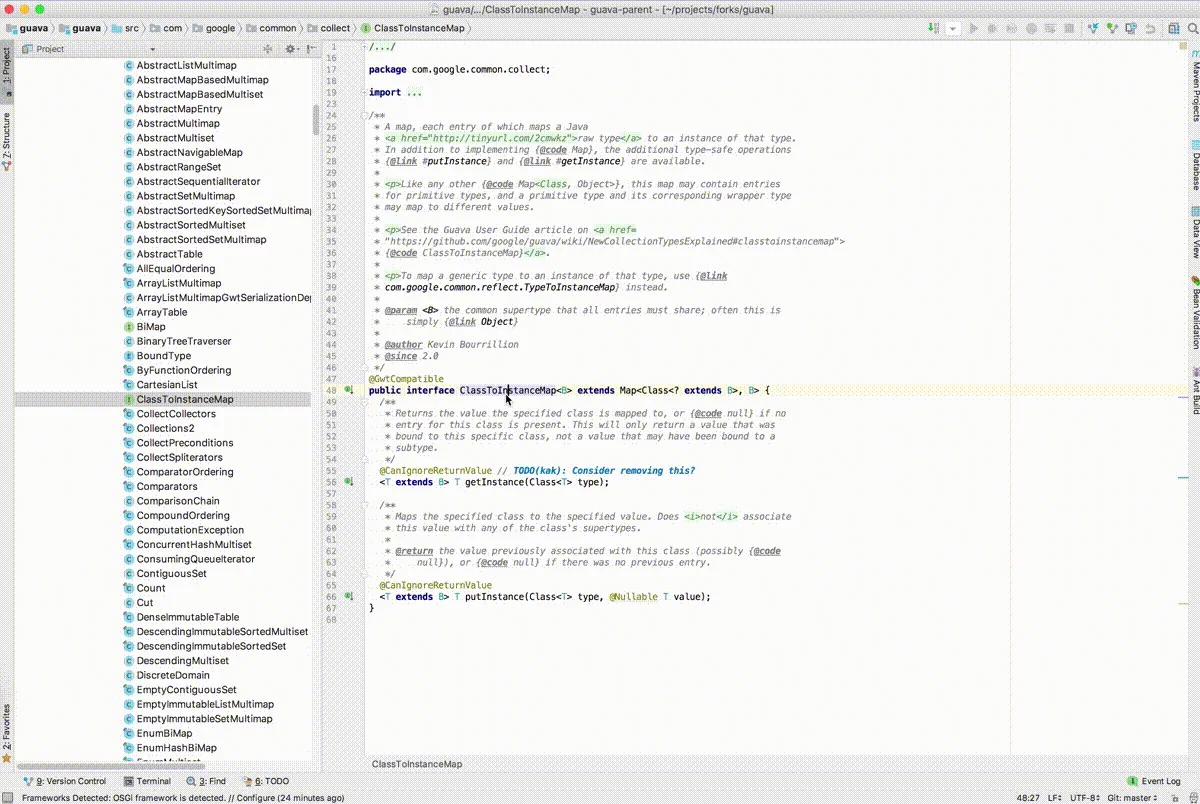 guava/.../ClassToInstanceMap - guava-parent - [~/projects/forks/guava]
guava guava src com google common collect ClassToInstanceMap
1: Project
Z: Structure
2: Favorites
Project
AbstractListMultimap
AbstractMapBasedMultimap
AbstractMapBasedMultiset
AbstractMapEntry
AbstractMultimap
AbstractMultiset
AbstractNavigableMap
AbstractRangeSet
AbstractSequentialIterator
AbstractSetMultimap
AbstractSortedKeySortedSetMultimap
AbstractSortedMultiset
AbstractSortedSetMultimap
AbstractTable
AllEqualOrdering
ArrayListMultimap
ArrayListMultimapGwtSerializationDe
ArrayTable
BiMap
BinaryTreeTraverser
BoundType
ByFunctionOrdering
CartesianList
ClassToInstanceMap
CollectCollectors
Collections2
CollectPreconditions
CollectSpliterators
ComparatorOrdering
Comparators
ComparisonChain
CompoundOrdering
ComputationException
ConcurrentHashMultiset
ConsumingQueueIterator
ContiguousSet
Count
Cut
DenseImmutableTable
DescendingImmutableSortedMultiset
DescendingImmutableSortedSet
DescendingMultiset
DiscreteDomain
EmptyContiguousSet
EmptyImmutableListMultimap
EmptyImmutableSetMultimap
EnumBiMap
EnumHashBiMap
EnumMultiset
1 /.../
16
17 package com.google.common.collect;
18
19 import ...
23
24 /**
25 * A map, each entry of which maps a Java
26 * <a href="http://tinyurl.com/2cmwkz">raw type</a> to an instance of that type.
27 * In addition to implementing {@code Map}, the additional type-safe operations
28 * {@link #putInstance} and {@link #getInstance} are available.
29 *
30 * <p>Like any other {@code Map<Class, Object>}, this map may contain entries
31 * for primitive types, and a primitive type and its corresponding wrapper type
32 * may map to different values.
33 *
34 * <p>See the Guava User Guide article on <a href=
35 * "https://github.com/google/guava/wiki/NewCollectionTypesExplained#classtoinstancemap">
36 * {@code ClassToInstanceMap}</a>.
37 *
38 * <p>To map a generic type to an instance of that type, use {@link
39 * com.google.common.reflect.TypeToInstanceMap} instead.
40 *
41 * @param <B> the common supertype that all entries must share; often this is
42 * simply {@link Object}
43 *
44 * @author Kevin Bourrillion
45 * @since 2.0
46 */
47 @GwtCompatible
48 public interface ClassToInstanceMap<B> extends Map<Class<? extends B>, B> {
49 /**
50 * Returns the value the specified class is mapped to, or {@code null} if no
51 * entry for this class is present. This will only return a value that was
52 * bound to this specific class, not a value that may have been bound to a
53 * subtype.
54 */
55 @CanIgnoreReturnValue // TODO(kak): Consider removing this?
56 <T extends B> T getInstance(Class<T> type);
57
58 /**
59 * Maps the specified class to the specified value. Does <i>not</i> associate
60 * this value with any of the class's supertypes.
61 *
62 * @return the value previously associated with this class (possibly {@code
63 * null}), or {@code null} if there was no previous entry.
64 */
65 @CanIgnoreReturnValue
66 <T extends B> T putInstance(Class<T> type, @Nullable T value);
67 }
68
ClassToInstanceMap
Maven Projects
Database
Data View
Bean Validation
Ant Build
9: Version Control Terminal 3: Find 6: TODO Event Log
Frameworks Detected: OSGi framework is detected. // Configure (24 minutes ago) 48:27 LF UTF-8 Git: master